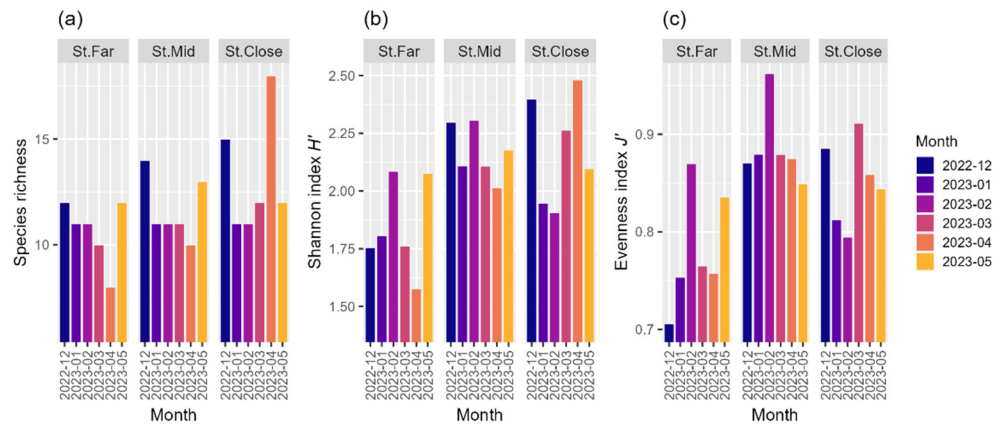 (a)
St.Far St.Mid St.Close
Species richness
15
10
2022-12 2023-01 2023-02 2023-03 2023-04 2023-05 2022-12 2023-01 2023-02 2023-03 2023-04 2023-05 2022-12 2023-01 2023-02 2023-03 2023-04 2023-05
Month
(b)
St.Far St.Mid St.Close
Shannon index H'
2.50
2.25
2.00
1.75
1.50
2022-12 2023-01 2023-02 2023-03 2023-04 2023-05 2022-12 2023-01 2023-02 2023-03 2023-04 2023-05 2022-12 2023-01 2023-02 2023-03 2023-04 2023-05
Month
(c)
St.Far St.Mid St.Close
Evenness index J'
0.9
0.8
0.7
2022-12 2023-01 2023-02 2023-03 2023-04 2023-05 2022-12 2023-01 2023-02 2023-03 2023-04 2023-05 2022-12 2023-01 2023-02 2023-03 2023-04 2023-05
Month
Month
2022-12
2023-01
2023-02
2023-03
2023-04
2023-05